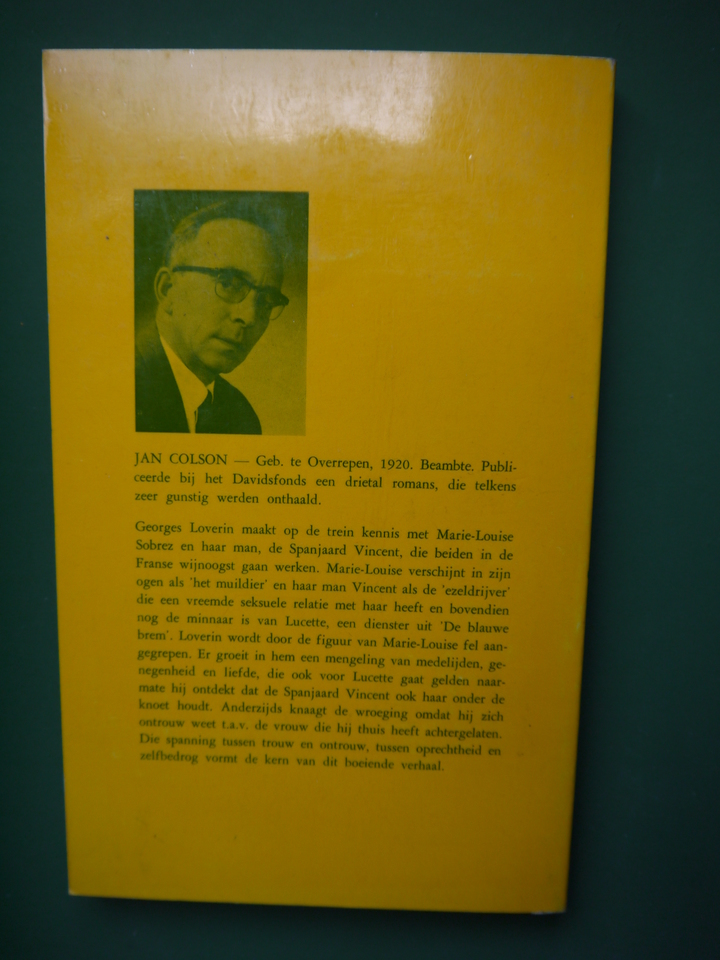 JAN COLSON — Geb. te Overrepen, 1920. Beambte. Publi-
ceerde bij het Davidsfonds een drietal romans, die telkens
zeer gunstig werden onthaald.
Georges Loverin maakt op de trein kennis met Marie-Louise
Sobrez en haar man, de Spanjaard Vincent, die beiden in de
Franse wijnoogst gaan werken. Marie-Louise verschijnt in zijn
ogen als 'het muildier' en haar man Vincent als de 'ezeldrijver'
die een vreemde seksuele relatie met haar heeft en bovendien
nog de minnaar is van Lucette, een dienster uit 'De blauwe
brem'. Loverin wordt door de figuur van Marie-Louise fel aan-
gegrepen. Er groeit in hem een mengeling van medelijden, ge-
negenheid en liefde, die ook voor Lucette gaat gelden naar-
mate hij ontdekt dat de Spanjaard Vincent ook haar onder de
knoet houdt. Anderzijds knaagt de wroeging omdat hij zich
ontrouw weet t.a.v. de vrouw die hij thuis heeft achtergelaten.
Die spanning tussen trouw en ontrouw, tussen oprechtheid en
zelfbedrog vormt de kern van dit boeiende verhaal.